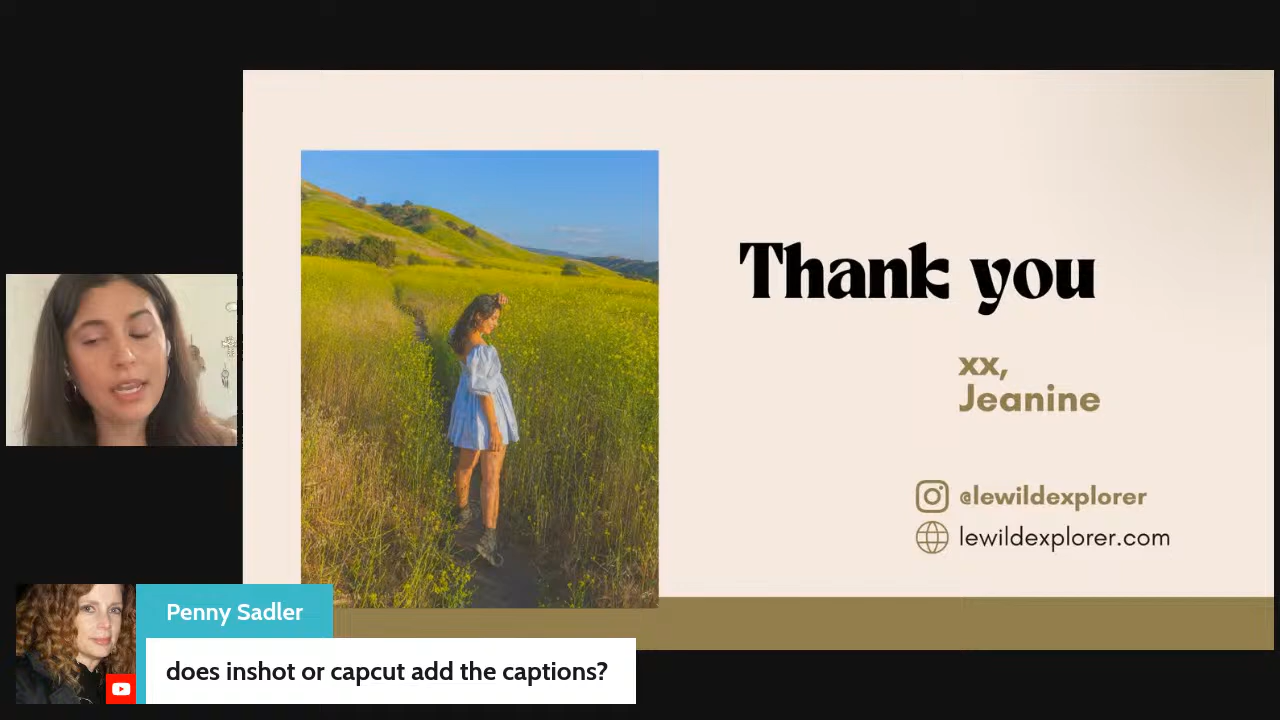 Thank you
xx,
Jeanine
@lewildexplorer
lewildexplorer.com
Penny Sadler
does inshot or capcut add the captions?